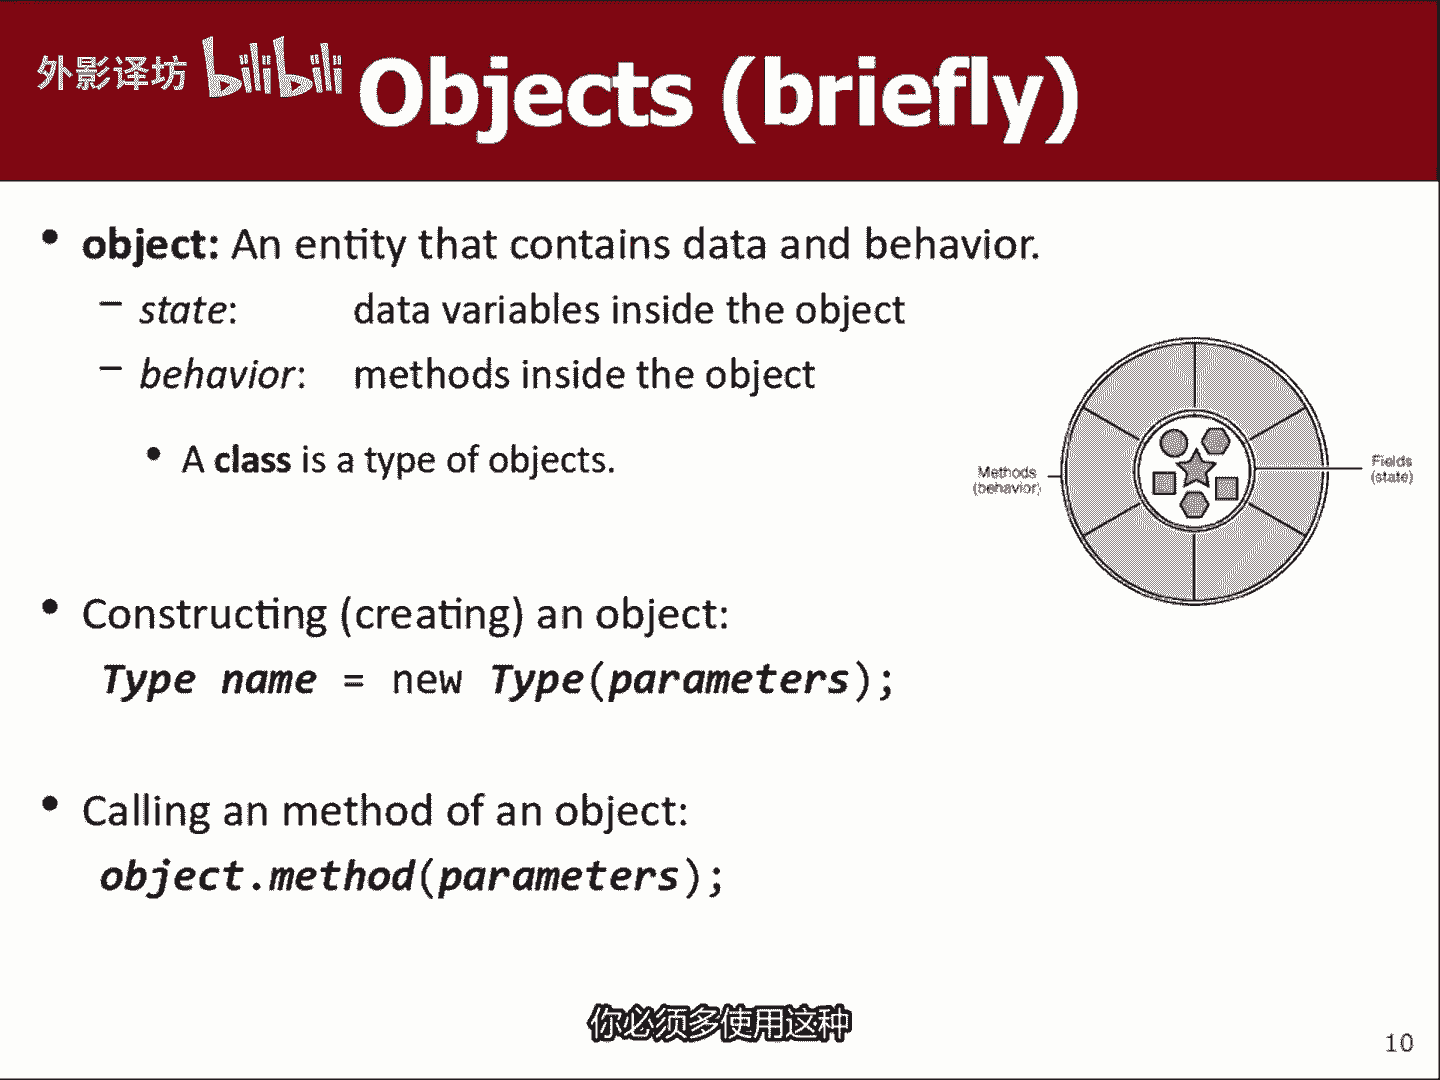 外影译坊 bilibili
Objects (briefly)
• object: An entity that contains data and behavior.
– state: data variables inside the object
– behavior: methods inside the object
• A class is a type of objects.
Methods
(behavior)
Fields
(state)
• Constructing (creating) an object:
Type name = new Type(parameters);
• Calling an method of an object:
object.method(parameters);
你必须多使用这种
10